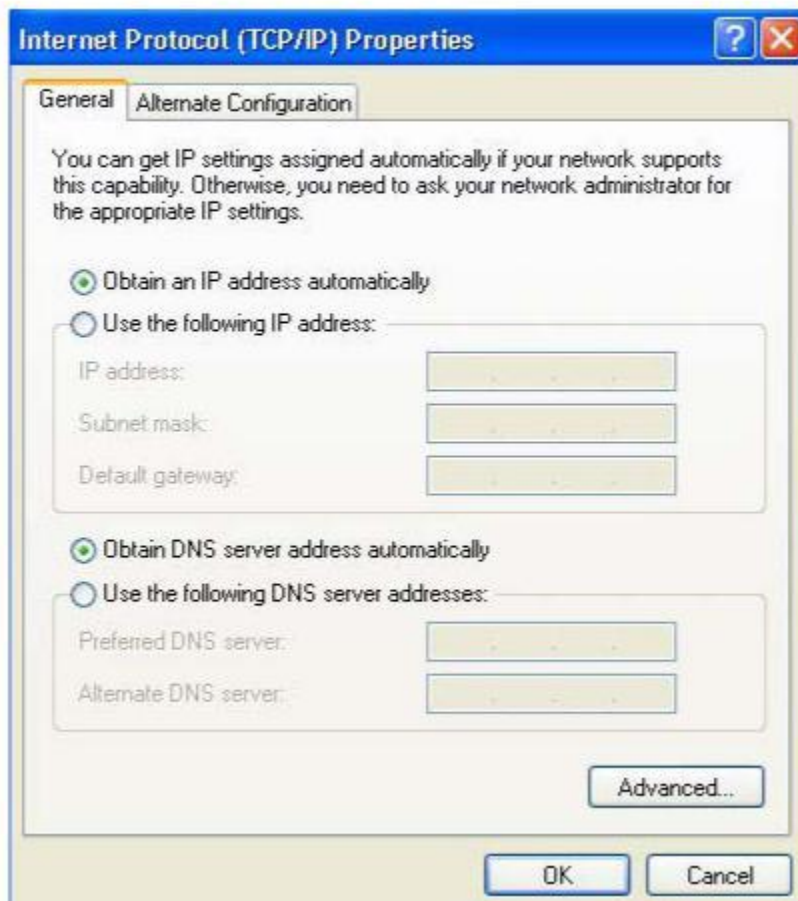 Internet Protocol (TCP/IP) Properties
General
Alternate Configuration
You can get IP settings assigned automatically if your network supports
this capability. Otherwise, you need to ask your network administrator for
the appropriate IP settings.
Obtain an IP address automatically
Use the following IP address:
IP address:
Subnet mask:
Default gateway:
Obtain DNS server address automatically
Use the following DNS server addresses:
Preferred DNS server:
Alternate DNS server:
Advanced...
OK
Cancel